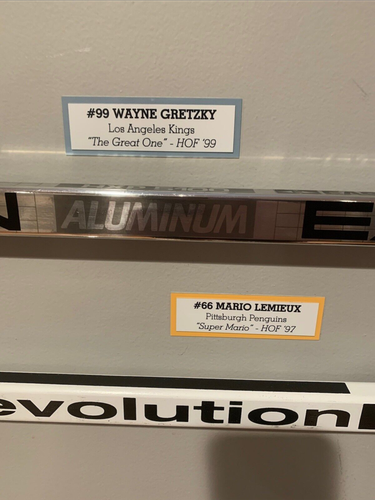 #99 WAYNE GRETZKY
Los Angeles Kings
"The Great One" - HOF '99
N ALUMINUM E
#66 MARIO LEMIEUX
Pittsburgh Penguins
"Super Mario" - HOF '97
evolution